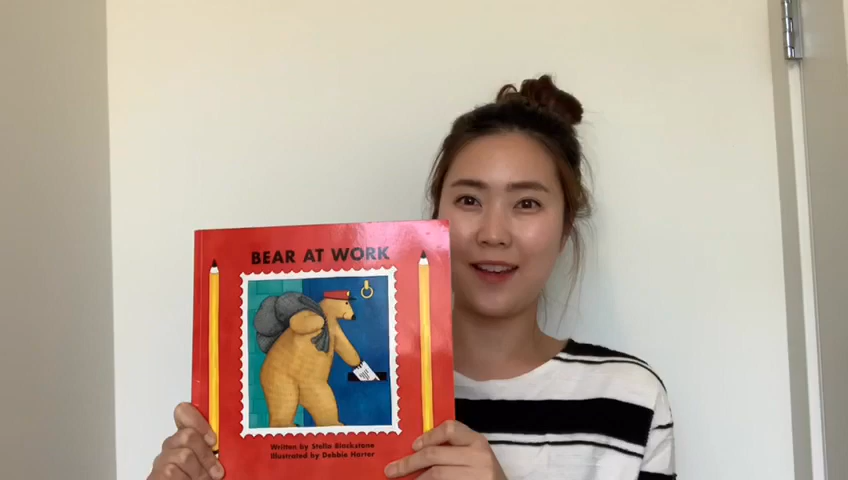 BEAR AT WORK
Written by Stella Blackstone
Illustrated by Debbie Harter